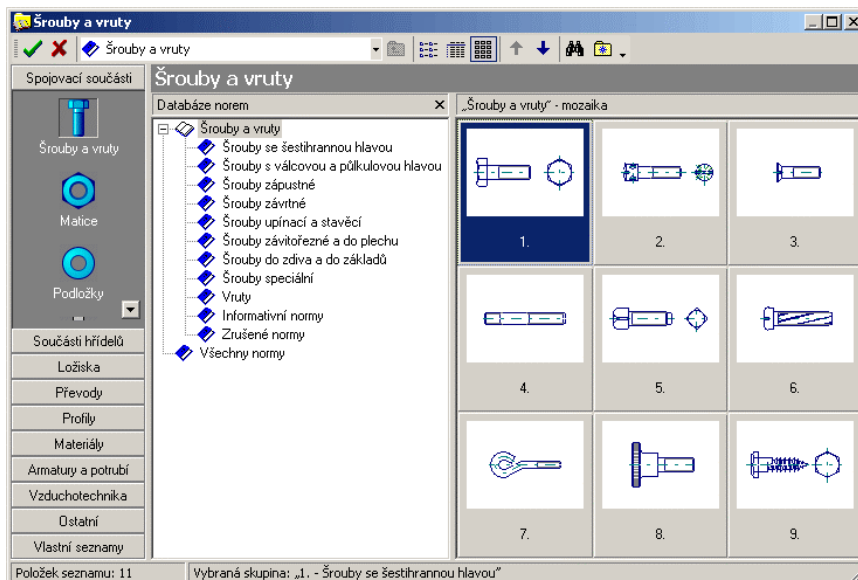 Šrouby a vruty
Šrouby a vruty
Spojovací součásti
Šrouby a vruty
Matice
Podložky
Součásti hřídelů
Ložiska
Převody
Profily
Materiály
Armatury a potrubí
Vzduchotechnika
Ostatní
Vlastní seznamy
Šrouby a vruty
Databáze norem
Šrouby a vruty
Šrouby se šestihrannou hlavou
Šrouby s válcovou a půlkulovou hlavou
Šrouby zápustné
Šrouby závrtné
Šrouby upínací a stavěcí
Šrouby závitořezné a do plechu
Šrouby do zdiva a do základů
Šrouby speciální
Vruty
Informativní normy
Zrušené normy
Všechny normy
„Šrouby a vruty" - mozaika
1.
2.
3.
4.
5.
6.
7.
8.
9.
Položek seznamu: 11
Vybraná skupina: „1. - Šrouby se šestihrannou hlavou"